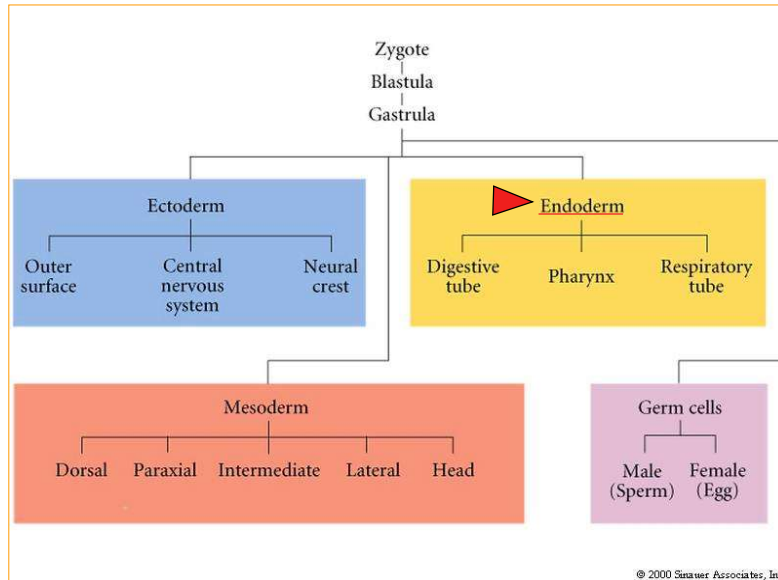 Zygote
Blastula
Gastrula
Ectoderm
Outer
surface
Central
nervous
system
Neural
crest
Endoderm
Digestive
tube
Pharynx
Respiratory
tube
Mesoderm
Dorsal
Paraxial
Intermediate
Lateral
Head
Germ cells
Male
(Sperm)
Female
(Egg)
© 2000 Sinauer Associates, In